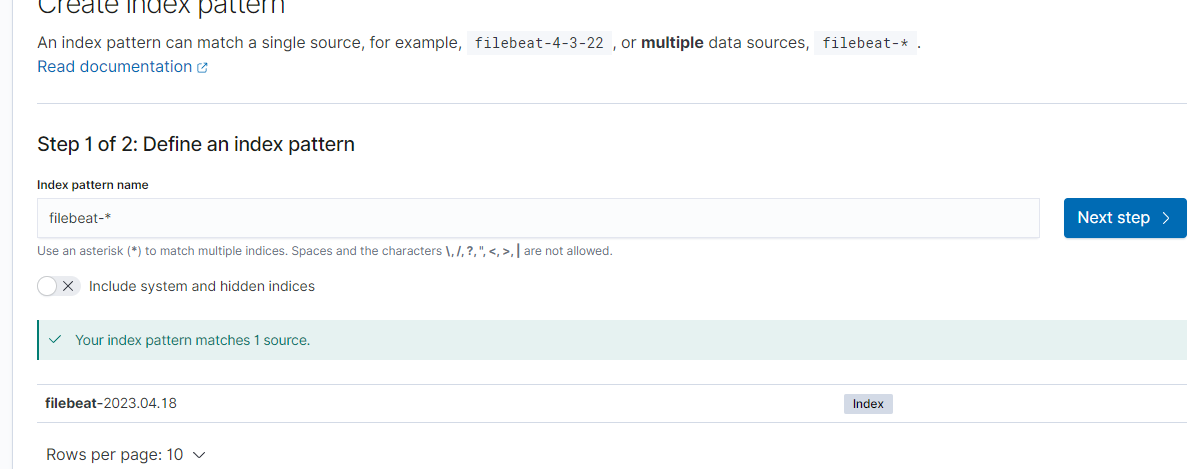 Create index pattern
An index pattern can match a single source, for example, filebeat-4-3-22 , or multiple data sources, filebeat-* .
Read documentation
Step 1 of 2: Define an index pattern
Index pattern name
filebeat-*
Next step
Use an asterisk (*) to match multiple indices. Spaces and the characters \, /, ?, ", <, >, | are not allowed.
Include system and hidden indices
Your index pattern matches 1 source.
filebeat-2023.04.18 Index
Rows per page: 10